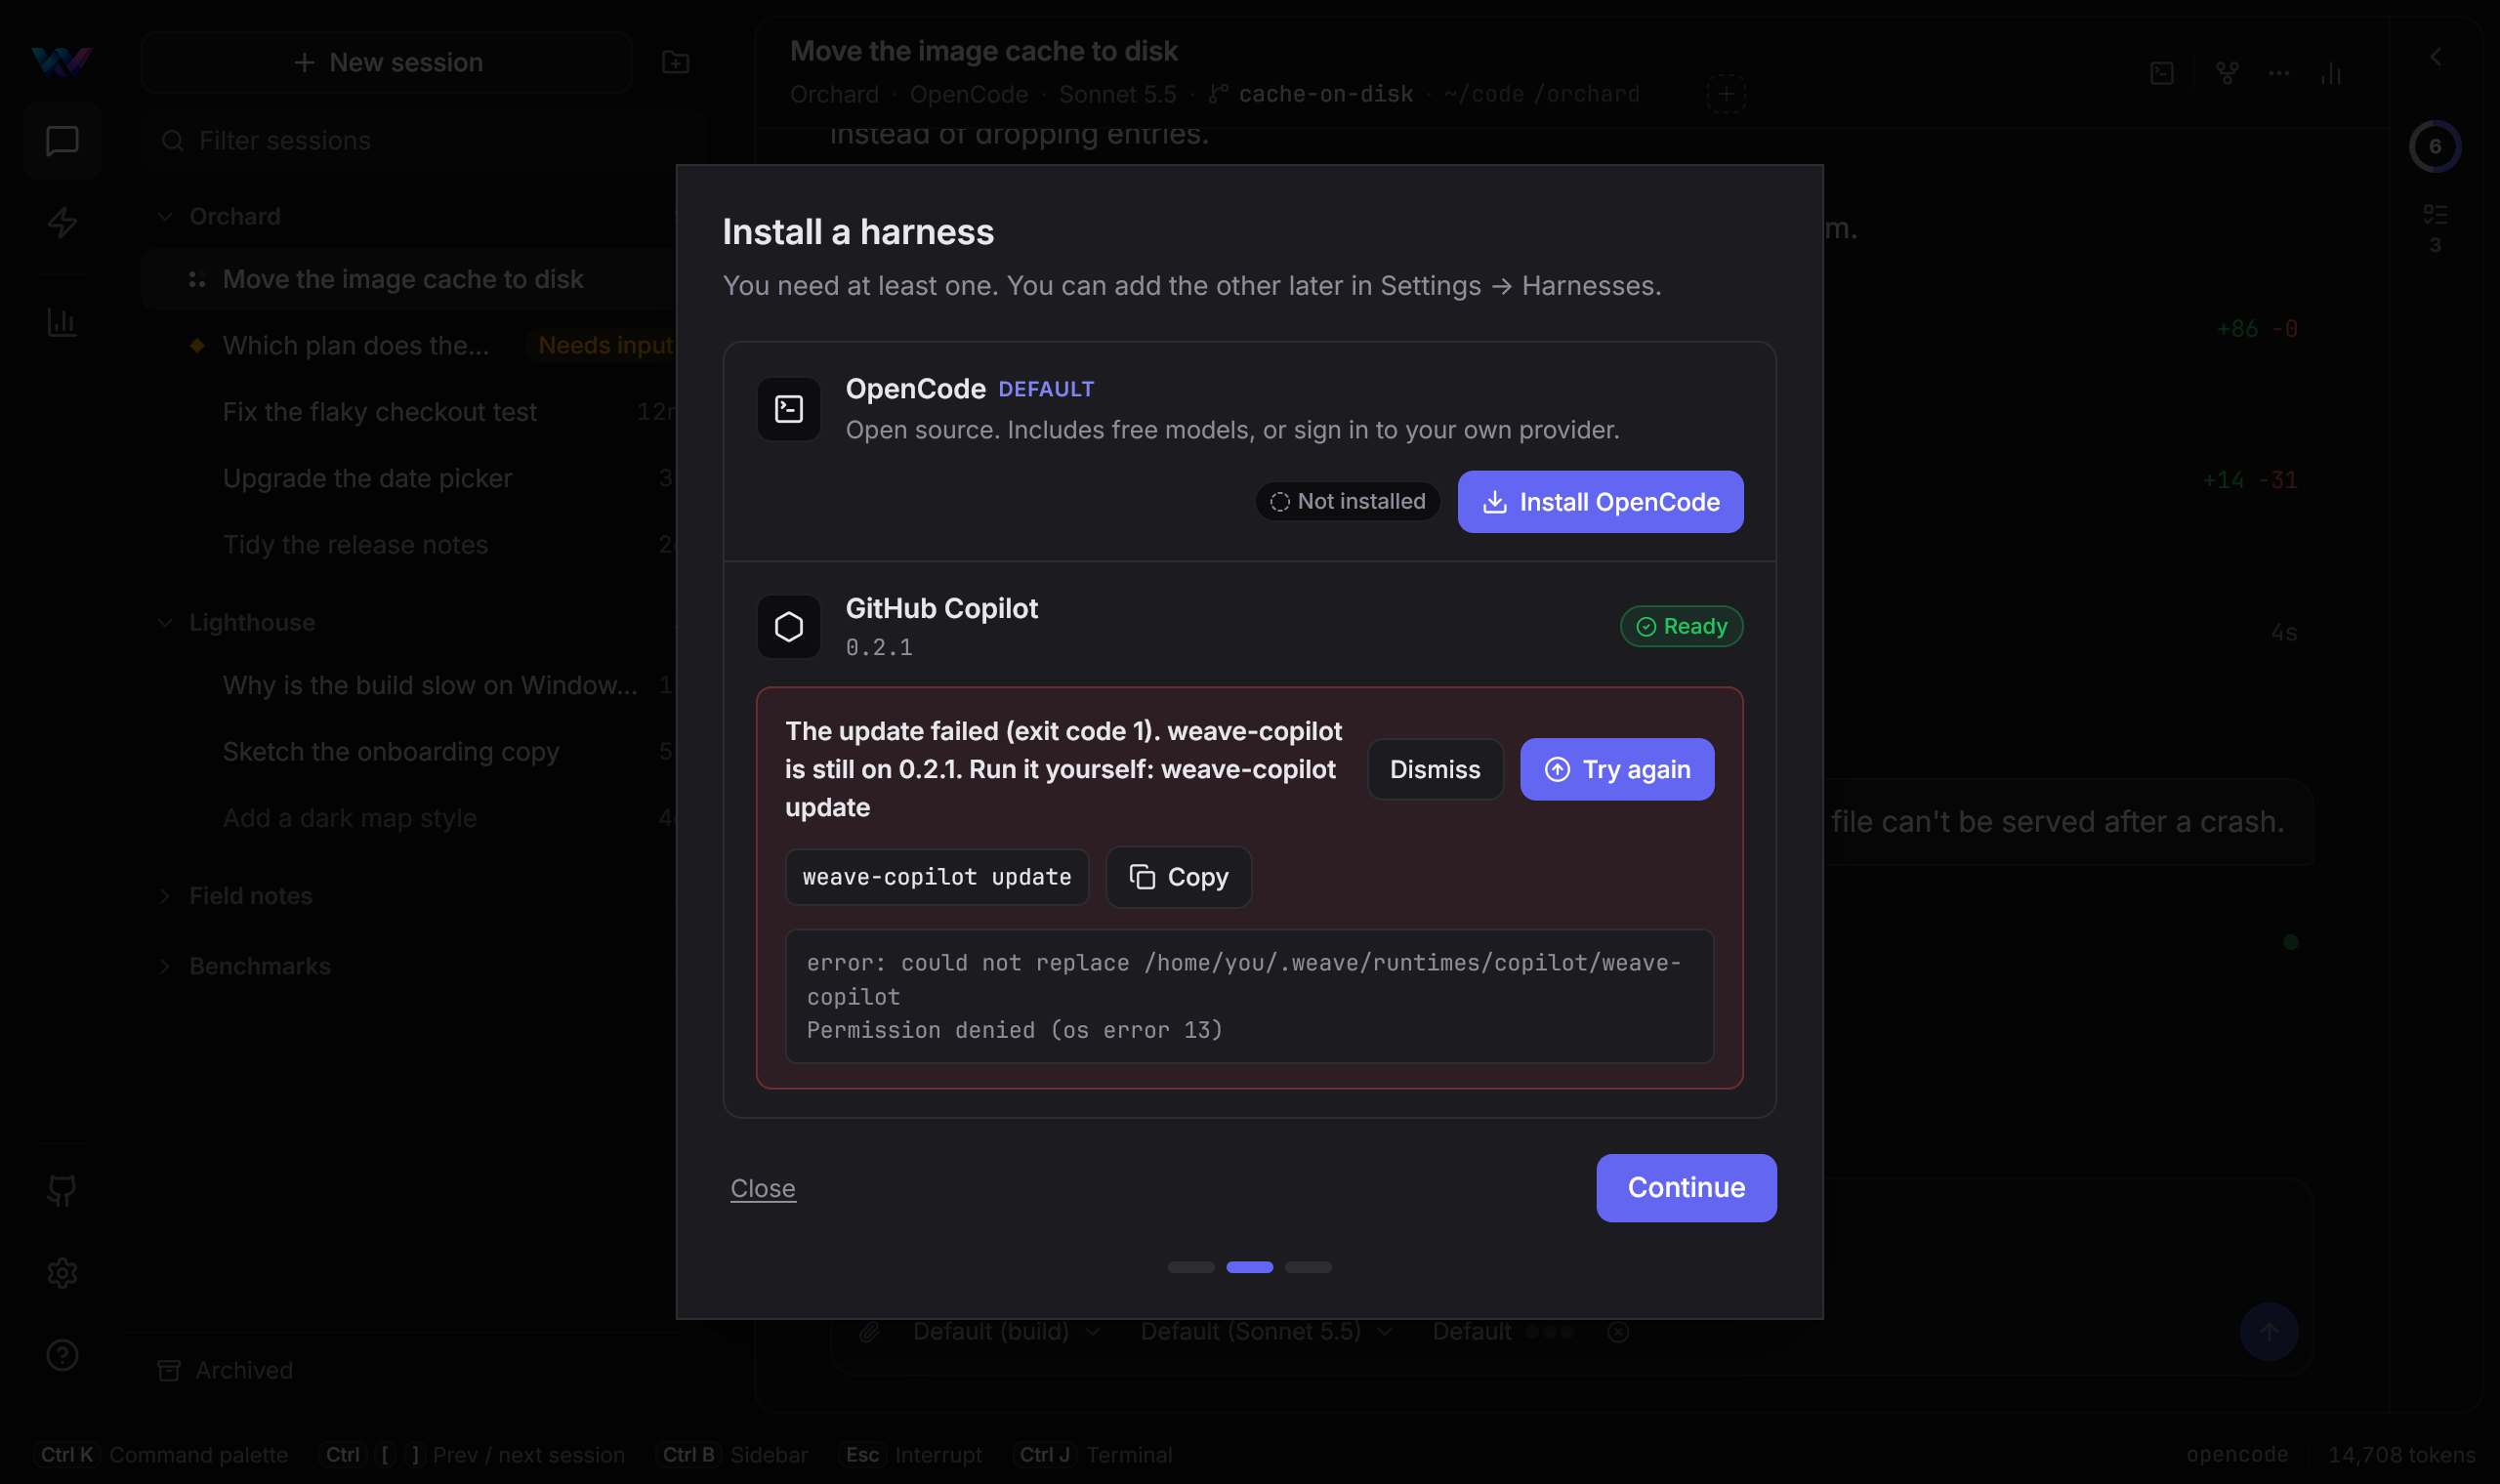 New session
Filter sessions
Orchard
Move the image cache to disk
Which plan does the...
Needs input
Fix the flaky checkout test
Upgrade the date picker
Tidy the release notes
Lighthouse
Why is the build slow on Window...
Sketch the onboarding copy
Add a dark map style
Field notes
Benchmarks
Archived
Move the image cache to disk
Orchard · OpenCode · Sonnet 5.5 · cache-on-disk · ~/code /orchard
instead of dropping entries.
6
3
+86 -0
+14 -31
4s
file can't be served after a crash.
Install a harness
You need at least one. You can add the other later in Settings → Harnesses.
OpenCode DEFAULT
Open source. Includes free models, or sign in to your own provider.
Not installed
Install OpenCode
GitHub Copilot
0.2.1
Ready
The update failed (exit code 1). weave-copilot
is still on 0.2.1. Run it yourself: weave-copilot
update
Dismiss
Try again
weave-copilot update
Copy
error: could not replace /home/you/.weave/runtimes/copilot/weave-
copilot
Permission denied (os error 13)
Close
Continue
Default (build)
Default (Sonnet 5.5)
Default
Ctrl K Command palette
Ctrl [ ] Prev / next session
Ctrl B Sidebar
Esc Interrupt
Ctrl J Terminal
opencode
14,708 tokens